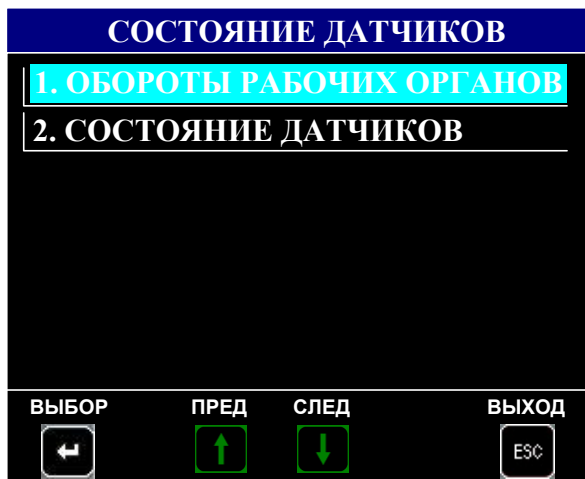 СОСТОЯНИЕ ДАТЧИКОВ
1. ОБОРОТЫ РАБОЧИХ ОРГАНОВ
2. СОСТОЯНИЕ ДАТЧИКОВ
ВЫБОР ПРЕД СЛЕД ВЫХОД
ESC